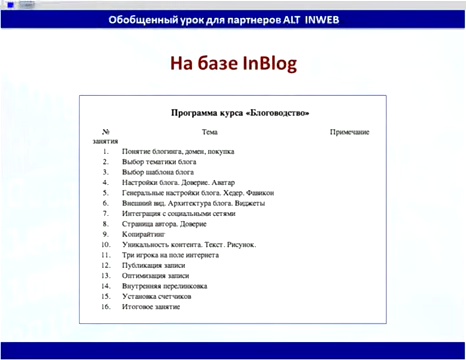 Обобщенный урок для партнеров ALT INWEB
На базе InBlog
Программа курса «Блоговодство»
№ занятия Тема Примечание
1. Понятие блогинга, домен, покупка
2. Выбор тематики блога
3. Выбор шаблона блога
4. Настройки блога. Доверие. Аватар
5. Генеральные настройки блога. Хедер. Фавикон
6. Внешний вид. Архитектура блога. Виджеты
7. Интеграция с социальными сетями
8. Страница автора. Доверие
9. Копирайтинг
10. Уникальность контента. Текст. Рисунок.
11. Три игрока на поле интернета
12. Публикация записи
13. Оптимизация записи
14. Внутренняя перелинковка
15. Установка счетчиков
16. Итоговое занятие